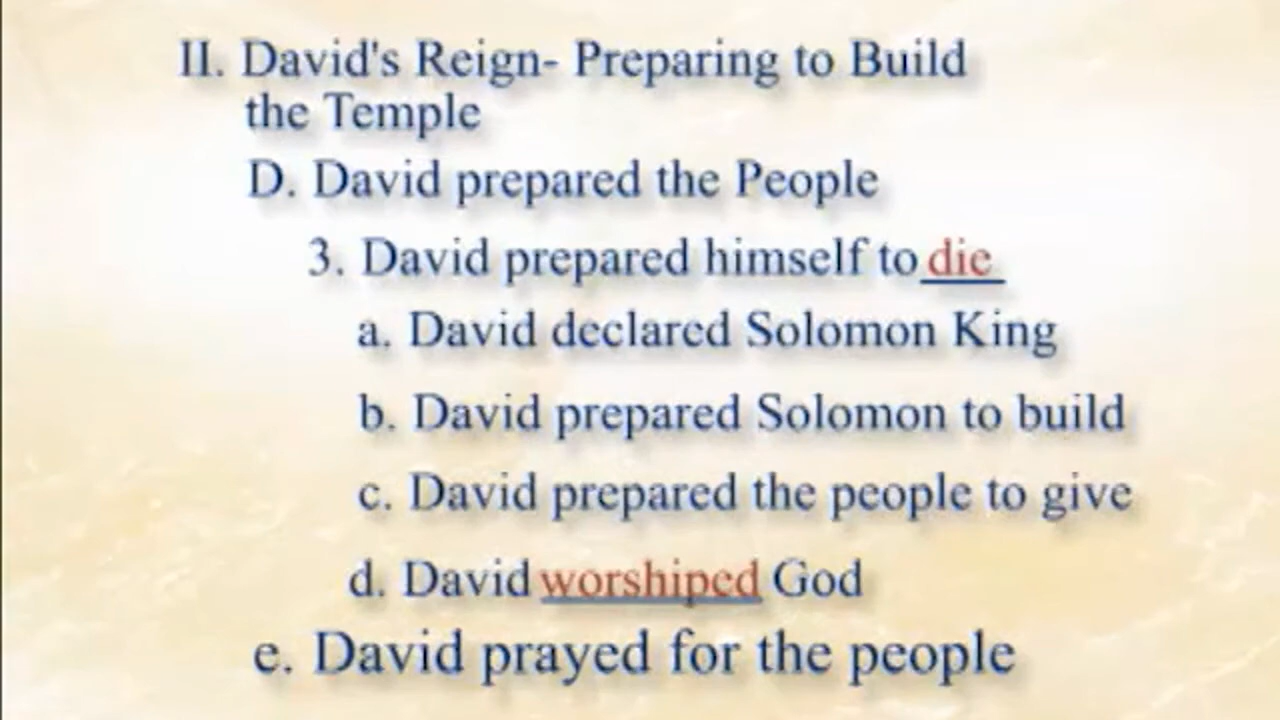 II. David's Reign- Preparing to Build
the Temple
D. David prepared the People
3. David prepared himself to die
a. David declared Solomon King
b. David prepared Solomon to build
c. David prepared the people to give
d. David worshiped God
e. David prayed for the people